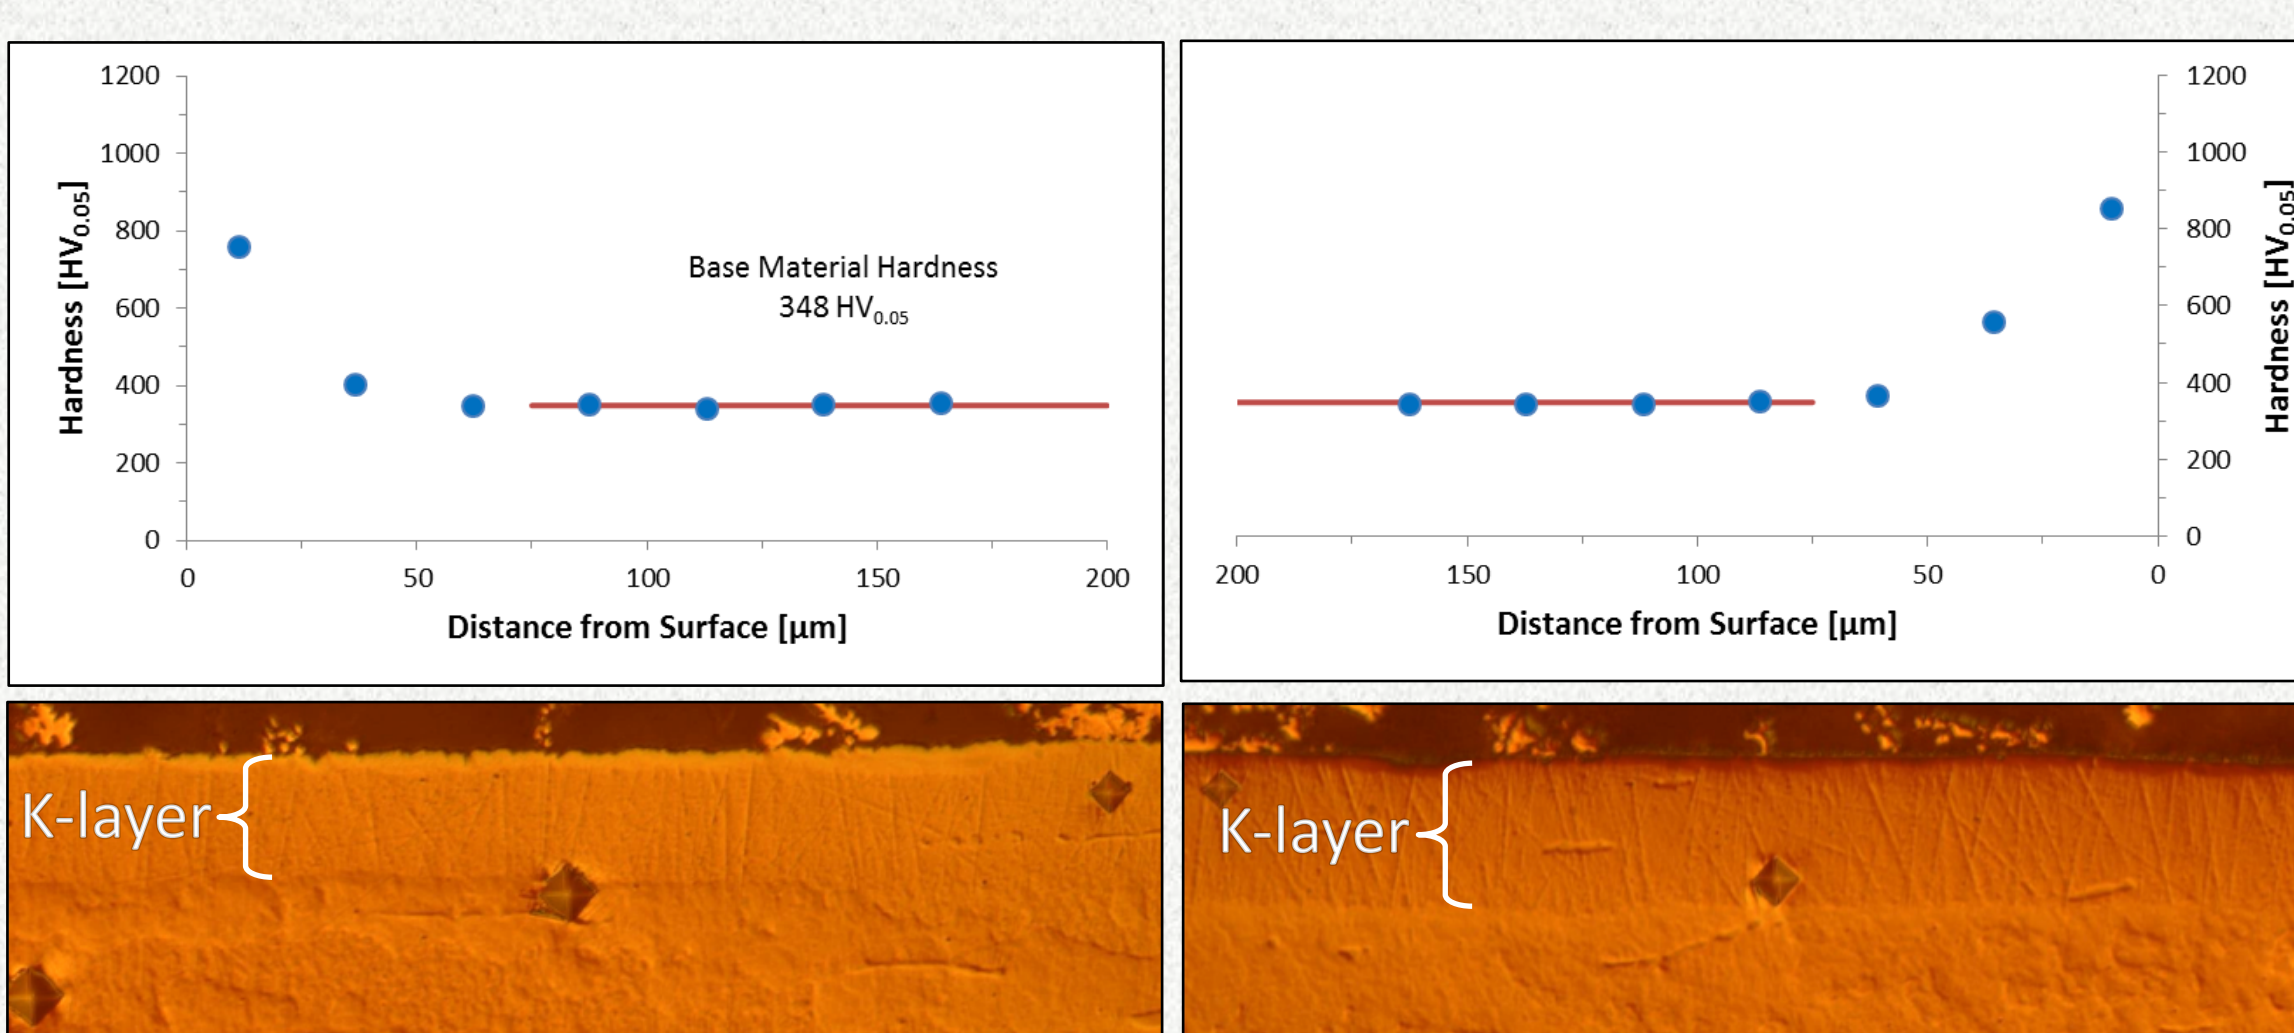 1200
1000
800
600
400
200
0
Hardness [HV0.05]
Base Material Hardness
348 HV0.05
0 50 100 150 200
Distance from Surface [µm]
1200
1000
800
600
400
200
0
Hardness [HV0.05]
200 150 100 50 0
Distance from Surface [µm]
K-layer
K-layer